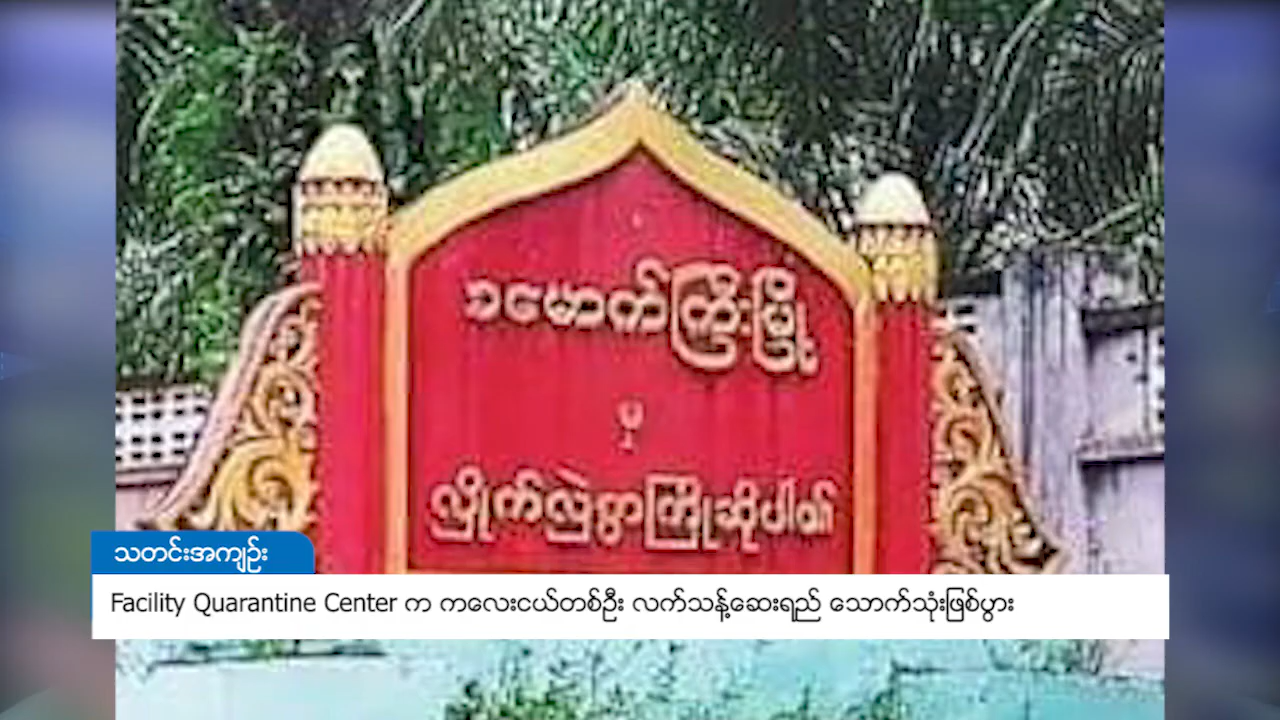 ခမောက်ကြီးမြို့
မှ
လှိုက်လှဲစွာကြိုဆိုပါ၏
သတင်းအကျဉ်း
Facility Quarantine Center က ကလေးငယ်တစ်ဦး လက်သန့်ဆေးရည် သောက်သုံးဖြစ်ပွား